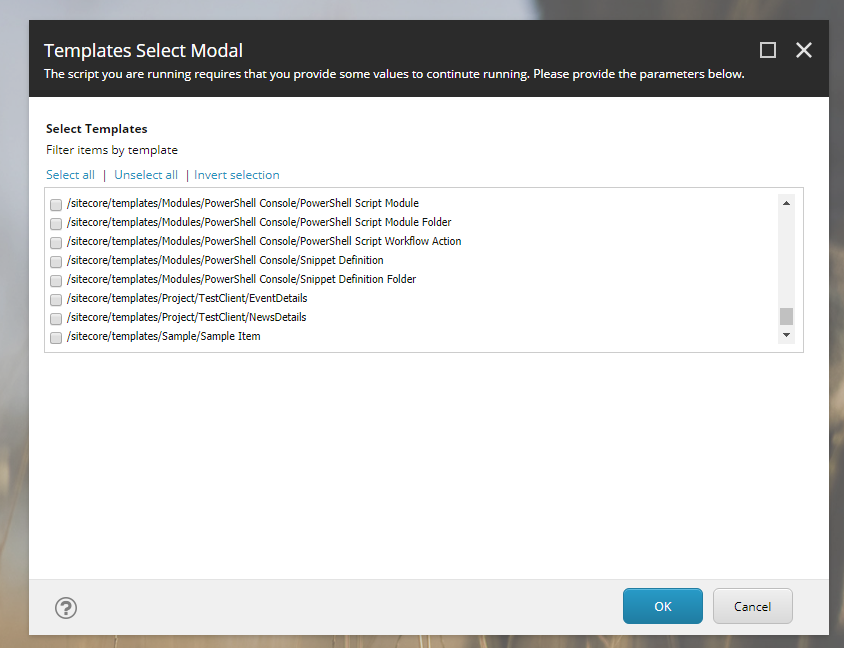 Templates Select Modal
The script you are running requires that you provide some values to continute running. Please provide the parameters below.
Select Templates
Filter items by template
Select all | Unselect all | Invert selection
/sitecore/templates/Modules/PowerShell Console/PowerShell Script Module
/sitecore/templates/Modules/PowerShell Console/PowerShell Script Module Folder
/sitecore/templates/Modules/PowerShell Console/PowerShell Script Workflow Action
/sitecore/templates/Modules/PowerShell Console/Snippet Definition
/sitecore/templates/Modules/PowerShell Console/Snippet Definition Folder
/sitecore/templates/Project/TestClient/EventDetails
/sitecore/templates/Project/TestClient/NewsDetails
/sitecore/templates/Sample/Sample Item
?
OK
Cancel